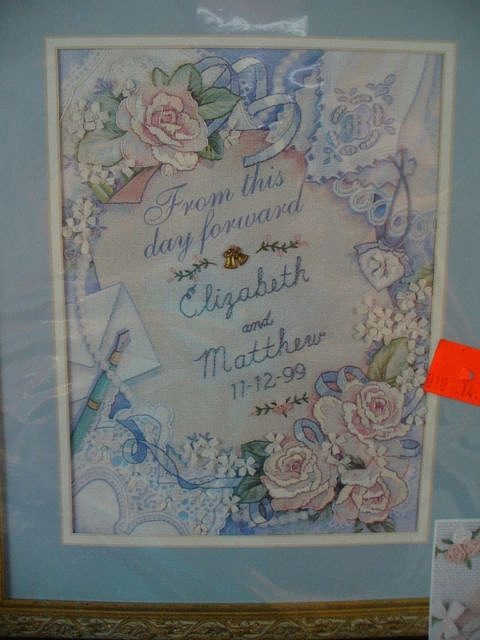 From this
day forward
Elizabeth
and
Matthew
11-12-99